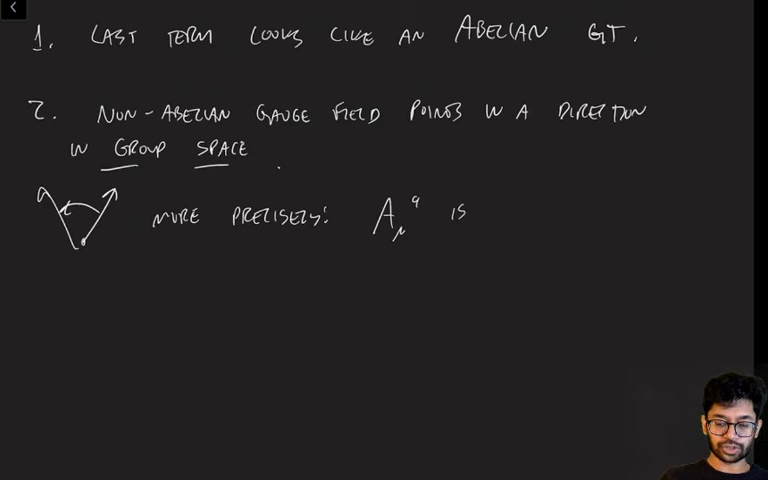 1. LAST TERM LOOKS LIKE AN ABELIAN GT.
2. NON-ABELIAN GAUGE FIELD POINTS IN A DIRECTION
IN GROUP SPACE.
MORE PRECISELY: A_μ^a IS